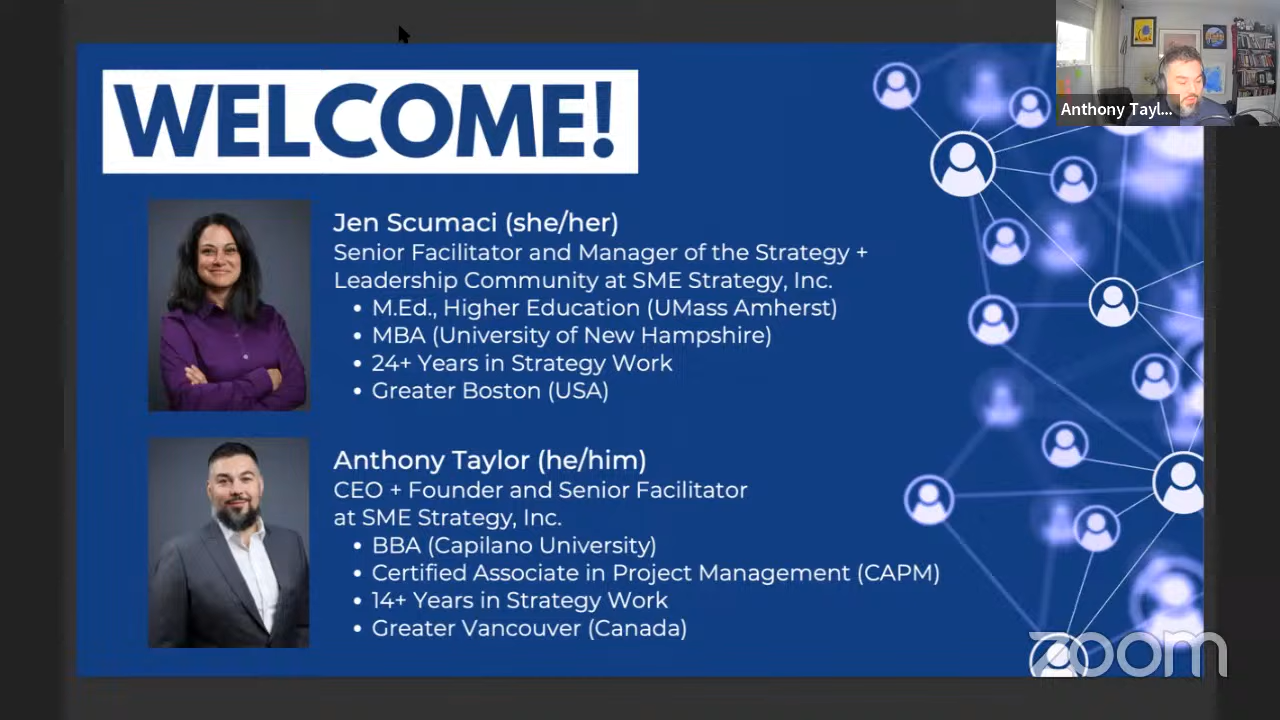 WELCOME!
Anthony Tayl...
Jen Scumaci (she/her)
Senior Facilitator and Manager of the Strategy +
Leadership Community at SME Strategy, Inc.
• M.Ed., Higher Education (UMass Amherst)
• MBA (University of New Hampshire)
• 24+ Years in Strategy Work
• Greater Boston (USA)
Anthony Taylor (he/him)
CEO + Founder and Senior Facilitator
at SME Strategy, Inc.
• BBA (Capilano University)
• Certified Associate in Project Management (CAPM)
• 14+ Years in Strategy Work
• Greater Vancouver (Canada)
zoom